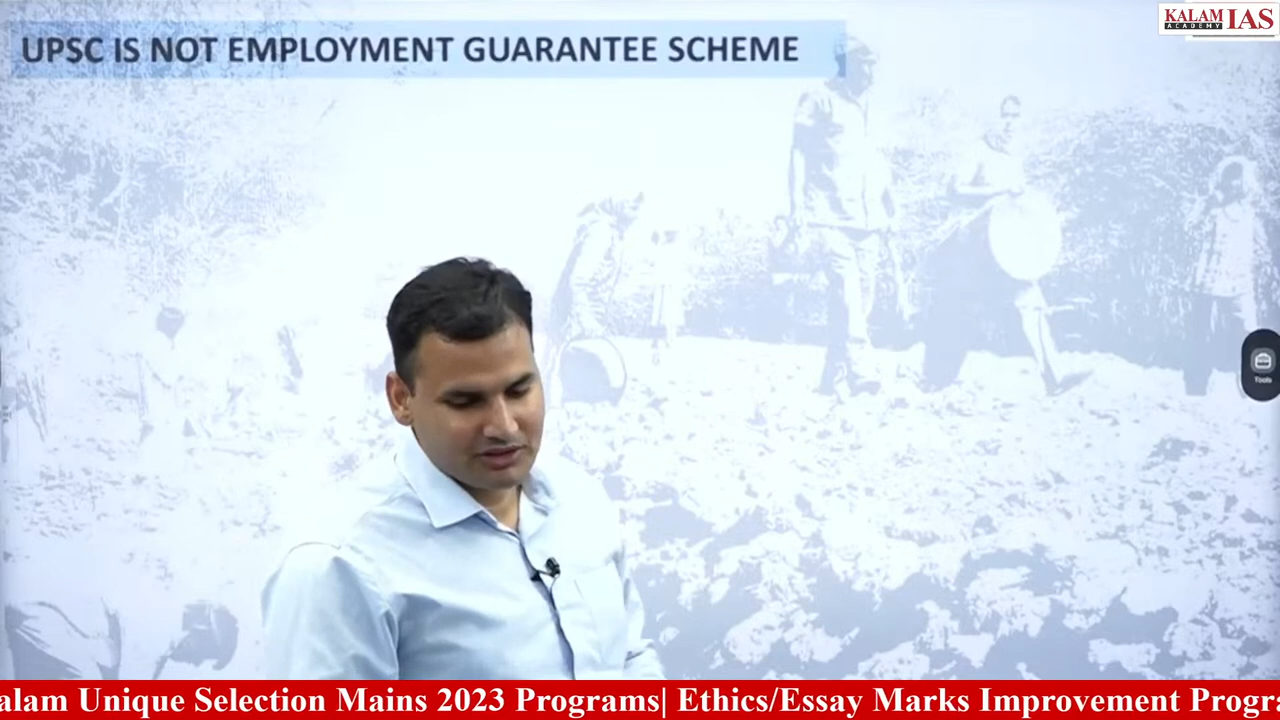 UPSC IS NOT EMPLOYMENT GUARANTEE SCHEME
KALAM IAS
ACADEMY
Tools
alam Unique Selection Mains 2023 Programs| Ethics/Essay Marks Improvement Progra